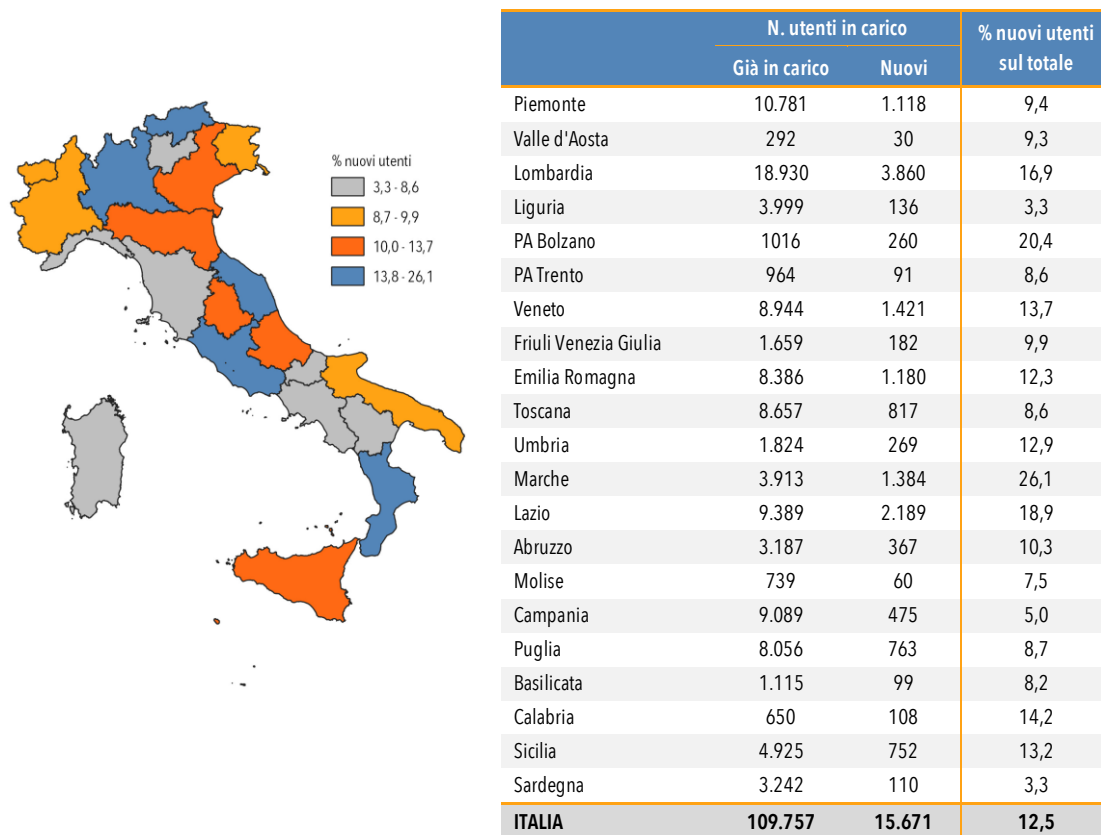 % nuovi utenti
3,3 - 8,6
8,7 - 9,9
10,0 - 13,7
13,8 - 26,1
N. utenti in carico % nuovi utenti sul totale
Già in carico Nuovi
Piemonte 10.781 1.118 9,4
Valle d'Aosta 292 30 9,3
Lombardia 18.930 3.860 16,9
Liguria 3.999 136 3,3
PA Bolzano 1016 260 20,4
PA Trento 964 91 8,6
Veneto 8.944 1.421 13,7
Friuli Venezia Giulia 1.659 182 9,9
Emilia Romagna 8.386 1.180 12,3
Toscana 8.657 817 8,6
Umbria 1.824 269 12,9
Marche 3.913 1.384 26,1
Lazio 9.389 2.189 18,9
Abruzzo 3.187 367 10,3
Molise 739 60 7,5
Campania 9.089 475 5,0
Puglia 8.056 763 8,7
Basilicata 1.115 99 8,2
Calabria 650 108 14,2
Sicilia 4.925 752 13,2
Sardegna 3.242 110 3,3
ITALIA 109.757 15.671 12,5